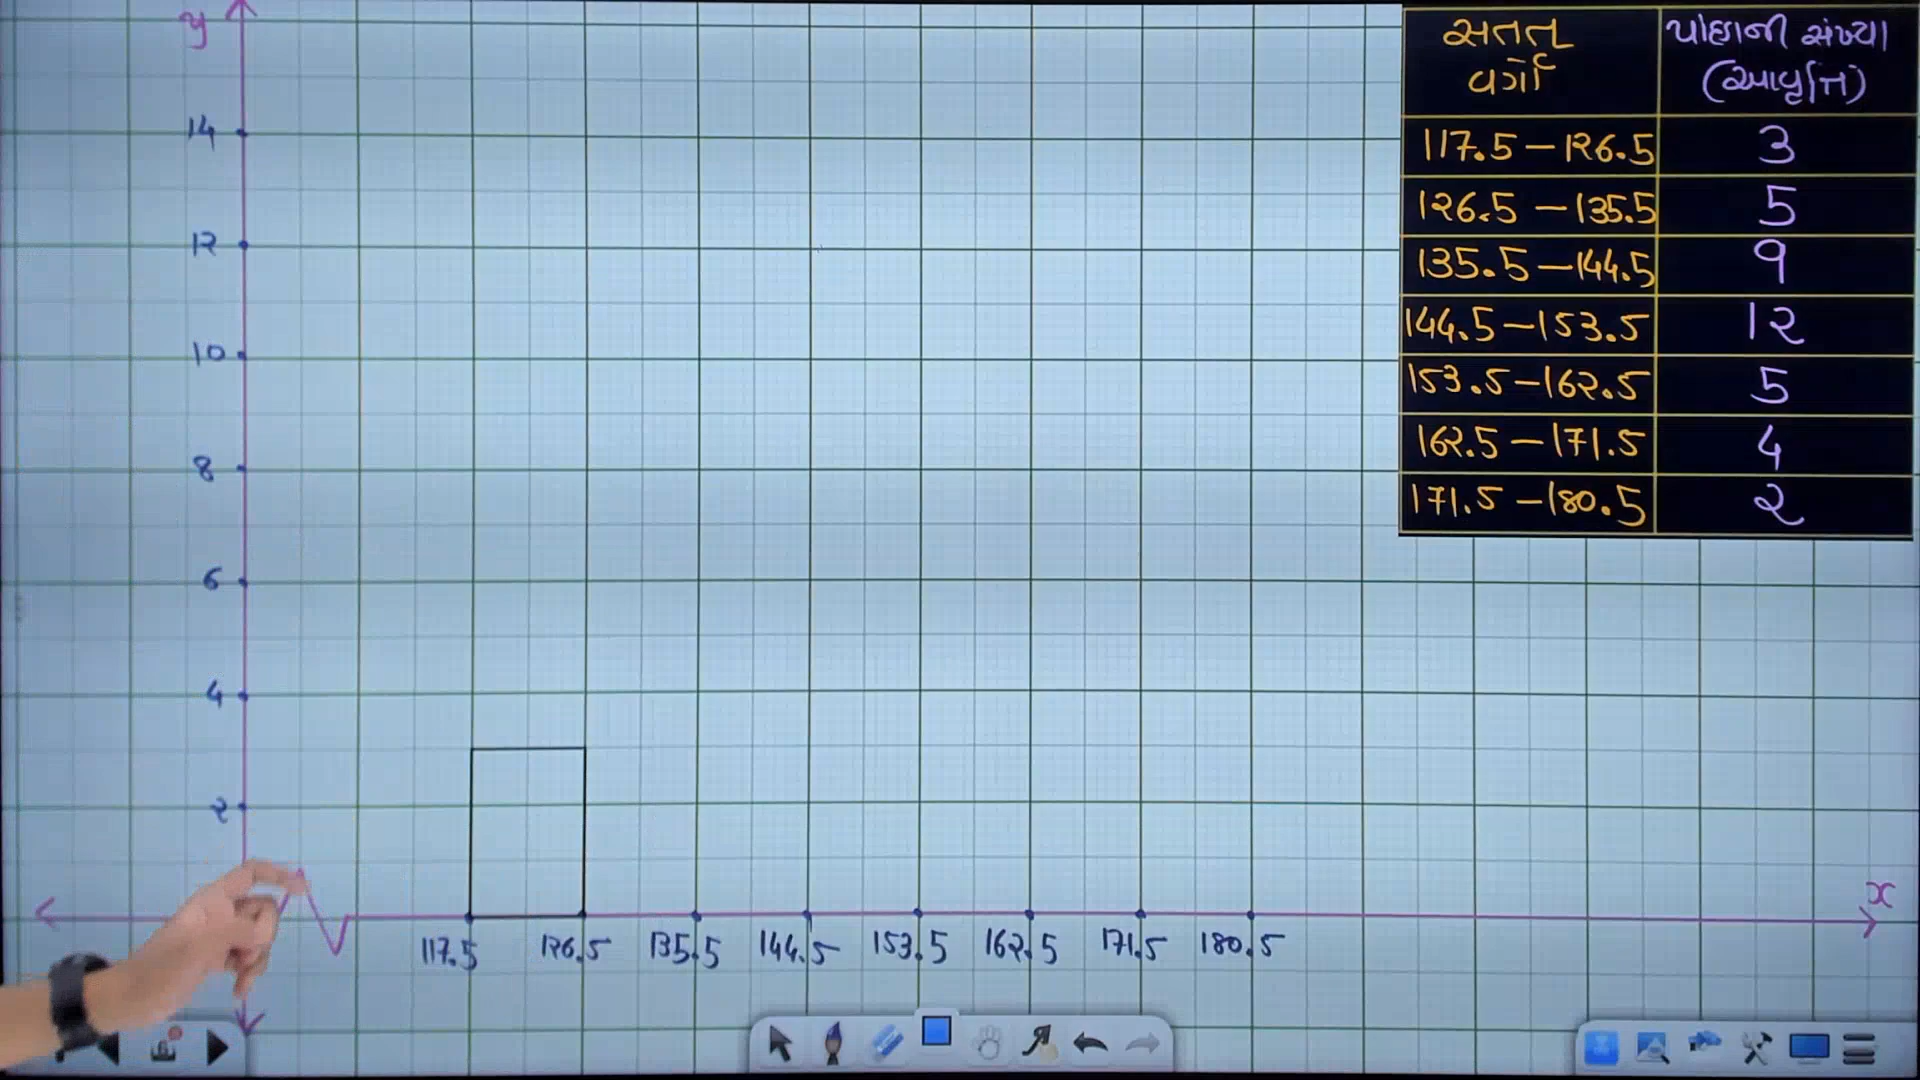 y
14
12
10
8
6
4
2
x
117.5 126.5 135.5 144.5 153.5 162.5 171.5 180.5
સતત
વર્ગો
સંખ્યા
(આવૃત્તિ)
117.5 – 126.5 3
126.5 – 135.5 5
135.5 – 144.5 9
144.5 – 153.5 12
153.5 – 162.5 5
162.5 – 171.5 4
171.5 – 180.5 2